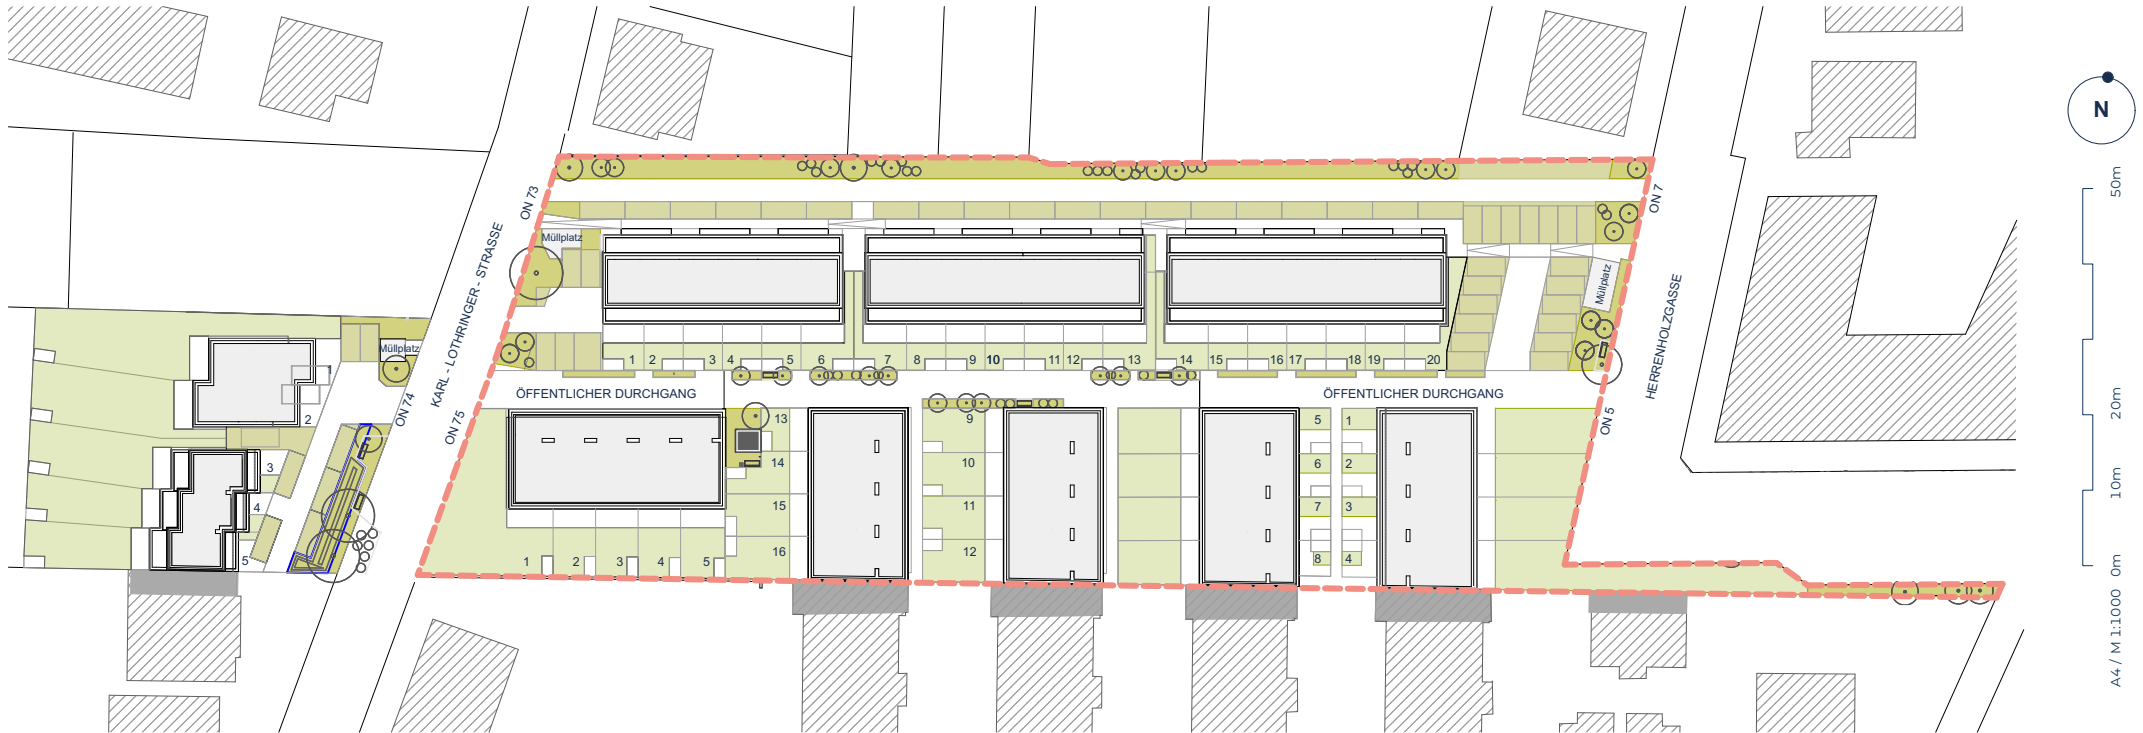 N
50m
20m
10m
0m
A4 / M 1:1000
ON 73
ON 7
KARL - LOTHRINGER - STRASSE
Müllplatz
Müllplatz
HERRENHOLZGASSE
Müllplatz
1
2
3
4
5
6
7
8
9
10
11
12
13
14
15
16
17
18
19
20
1
2
3
4
5
ON 74
ON 75
ÖFFENTLICHER DURCHGANG
ÖFFENTLICHER DURCHGANG
ON 5
13
14
15
16
9
10
11
12
5
6
7
8
1
2
3
4
1
2
3
4
5